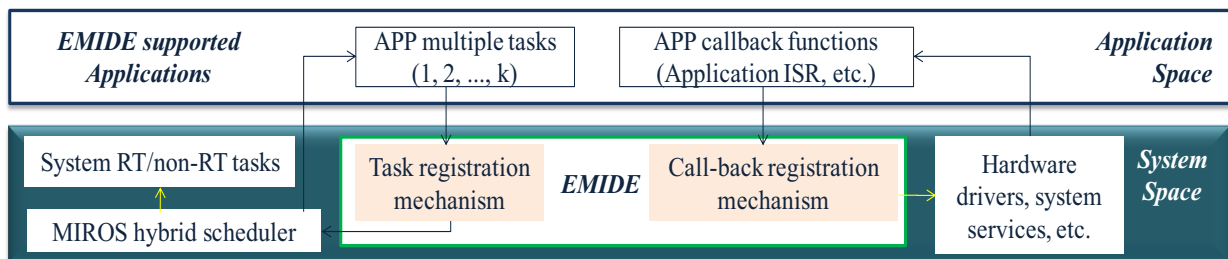 EMIDE supported
Applications
APP multiple tasks
(1, 2, ..., k)
APP callback functions
(Application ISR, etc.)
Application
Space
System RT/non-RT tasks
MIROS hybrid scheduler
Task registration
mechanism
EMIDE
Call-back registration
mechanism
Hardware
drivers, system
services, etc.
System
Space